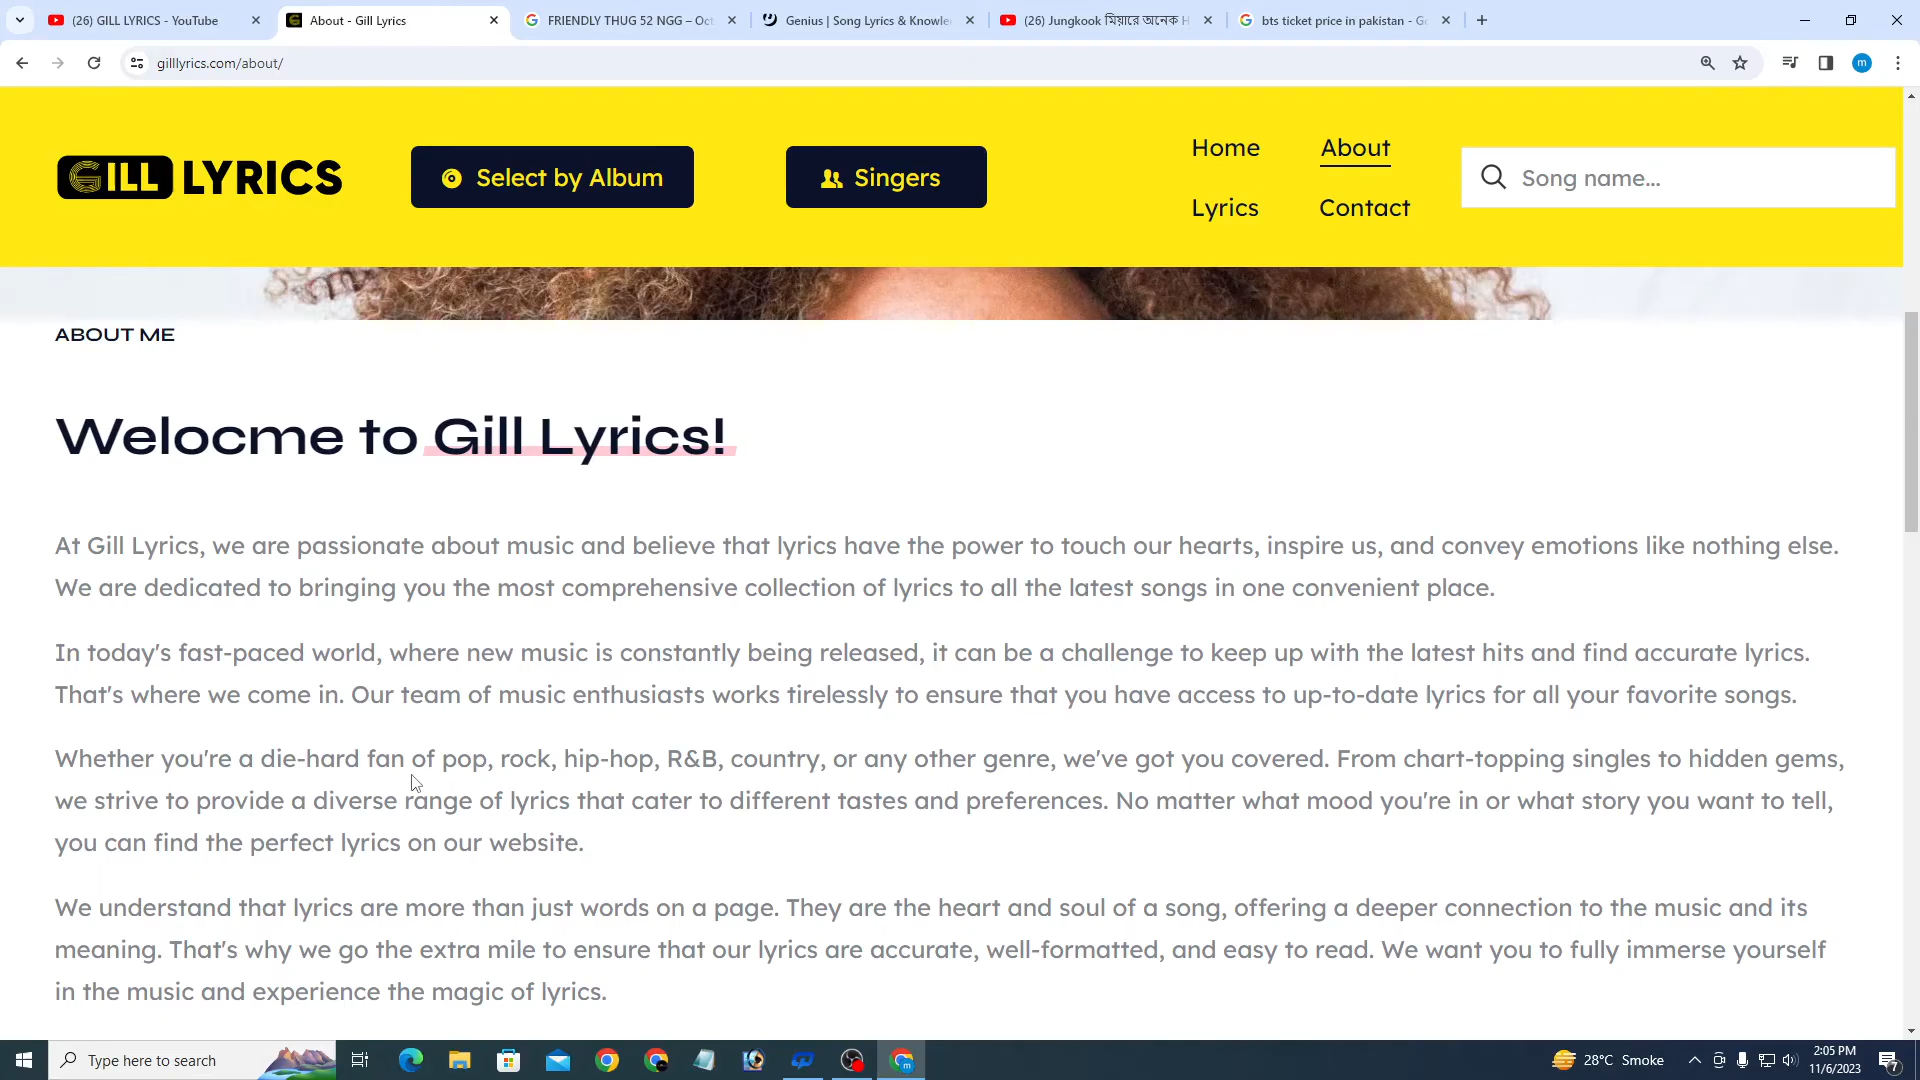 (26) GILL LYRICS - YouTube
About - Gill Lyrics
FRIENDLY THUG 52 NGG – Oct
Genius | Song Lyrics & Knowle
(26) Jungkook মিয়ারে অনেক H
bts ticket price in pakistan - G
gilllyrics.com/about/
m
GILL LYRICS
Select by Album
Singers
Home
About
Lyrics
Contact
Song name...
ABOUT ME
Welocme to Gill Lyrics!
At Gill Lyrics, we are passionate about music and believe that lyrics have the power to touch our hearts, inspire us, and convey emotions like nothing else.
We are dedicated to bringing you the most comprehensive collection of lyrics to all the latest songs in one convenient place.
In today's fast-paced world, where new music is constantly being released, it can be a challenge to keep up with the latest hits and find accurate lyrics.
That's where we come in. Our team of music enthusiasts works tirelessly to ensure that you have access to up-to-date lyrics for all your favorite songs.
Whether you're a die-hard fan of pop, rock, hip-hop, R&B, country, or any other genre, we've got you covered. From chart-topping singles to hidden gems,
we strive to provide a diverse range of lyrics that cater to different tastes and preferences. No matter what mood you're in or what story you want to tell,
you can find the perfect lyrics on our website.
We understand that lyrics are more than just words on a page. They are the heart and soul of a song, offering a deeper connection to the music and its
meaning. That's why we go the extra mile to ensure that our lyrics are accurate, well-formatted, and easy to read. We want you to fully immerse yourself
in the music and experience the magic of lyrics.
Type here to search
28°C Smoke
2:05 PM
11/6/2023
7